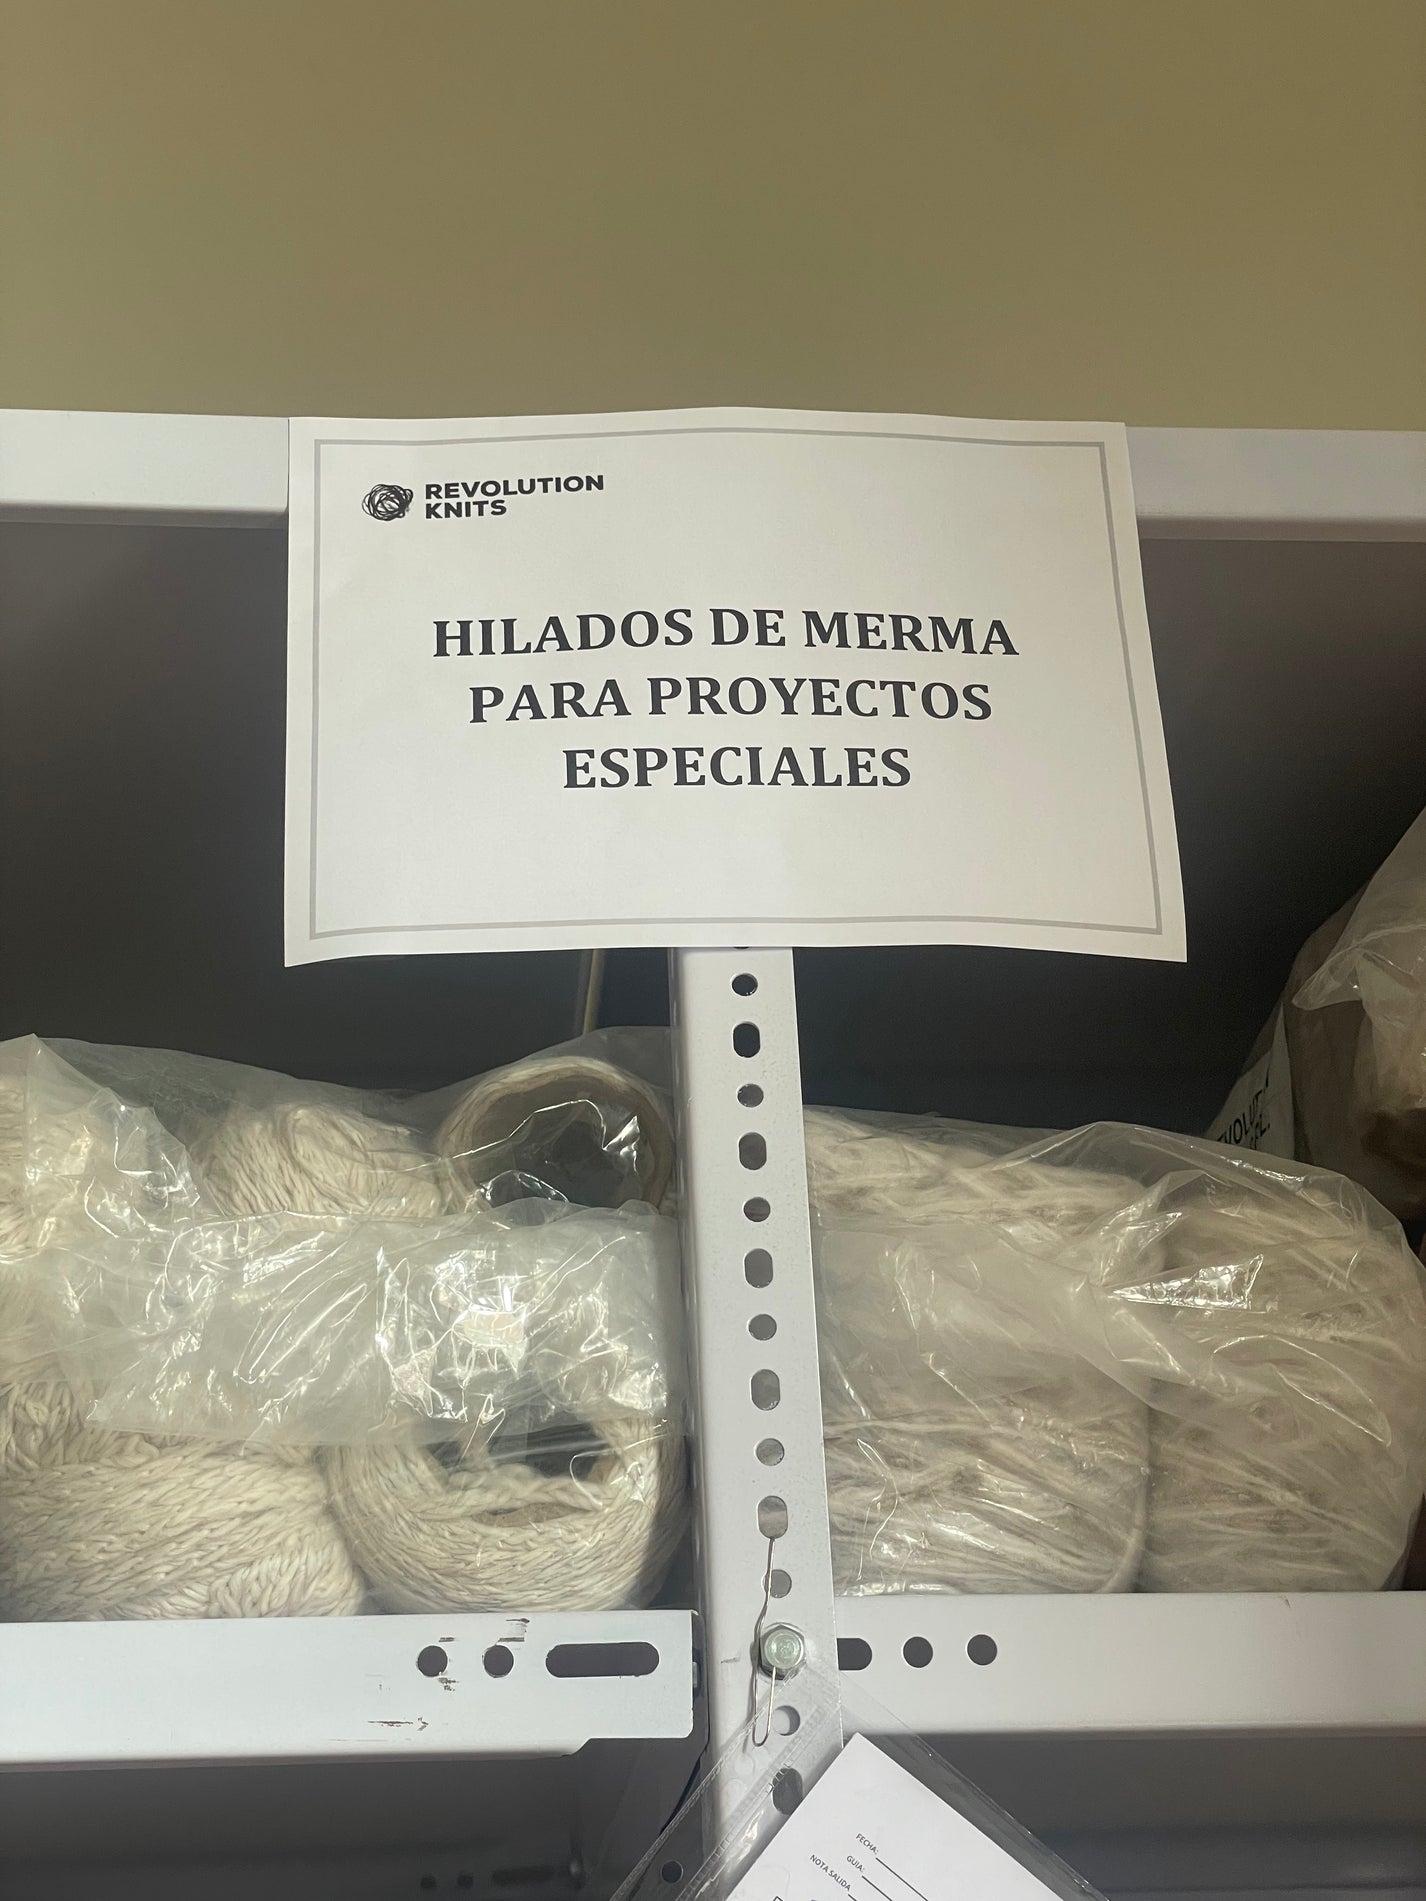 REVOLUTION
KNITS
HILADOS DE MERMA
PARA PROYECTOS
ESPECIALES
FECHA:
GUIA:
NOTA SALIDA